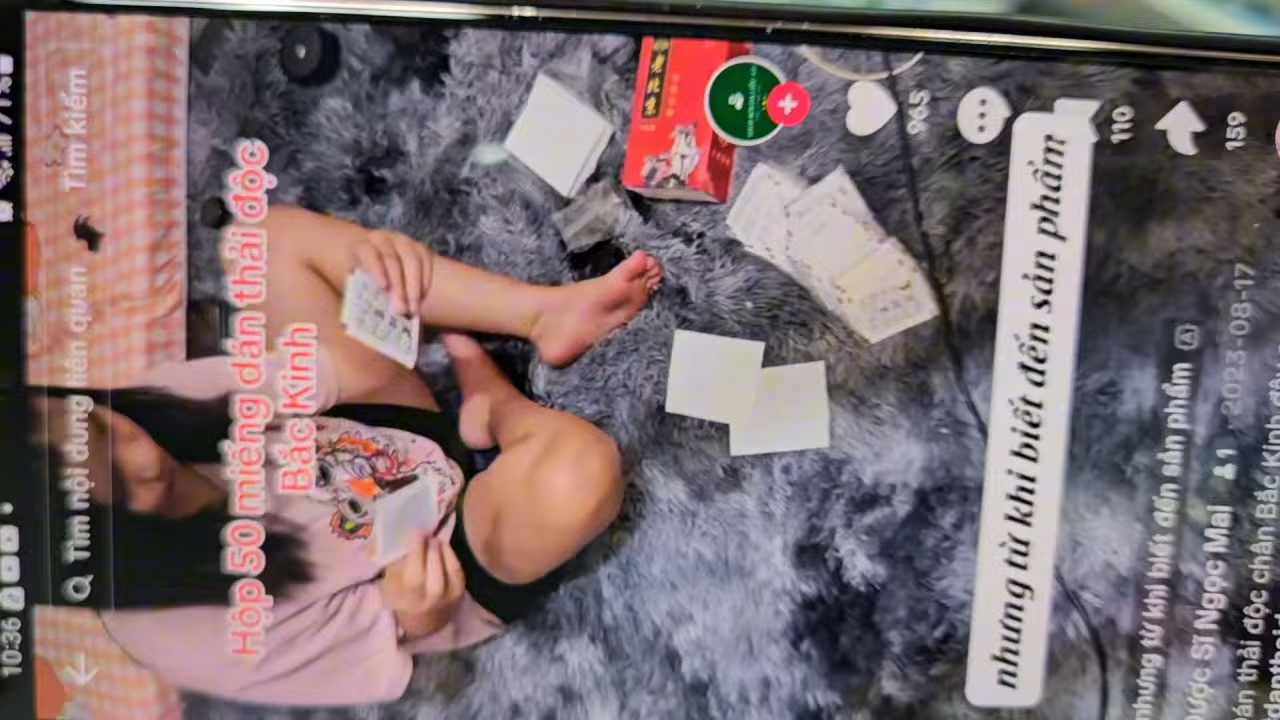 10:36
Tìm nội dung liên quan
Tìm kiếm
Hộp 50 miếng dán thải độc
Bắc Kinh
965
110
159
nhưng từ khi biết đến sản phẩm
nhưng từ khi biết đến sản phẩm
Sĩ Ngọc Mai 1 2023-08-17
thải độc chân Bắc Kinh